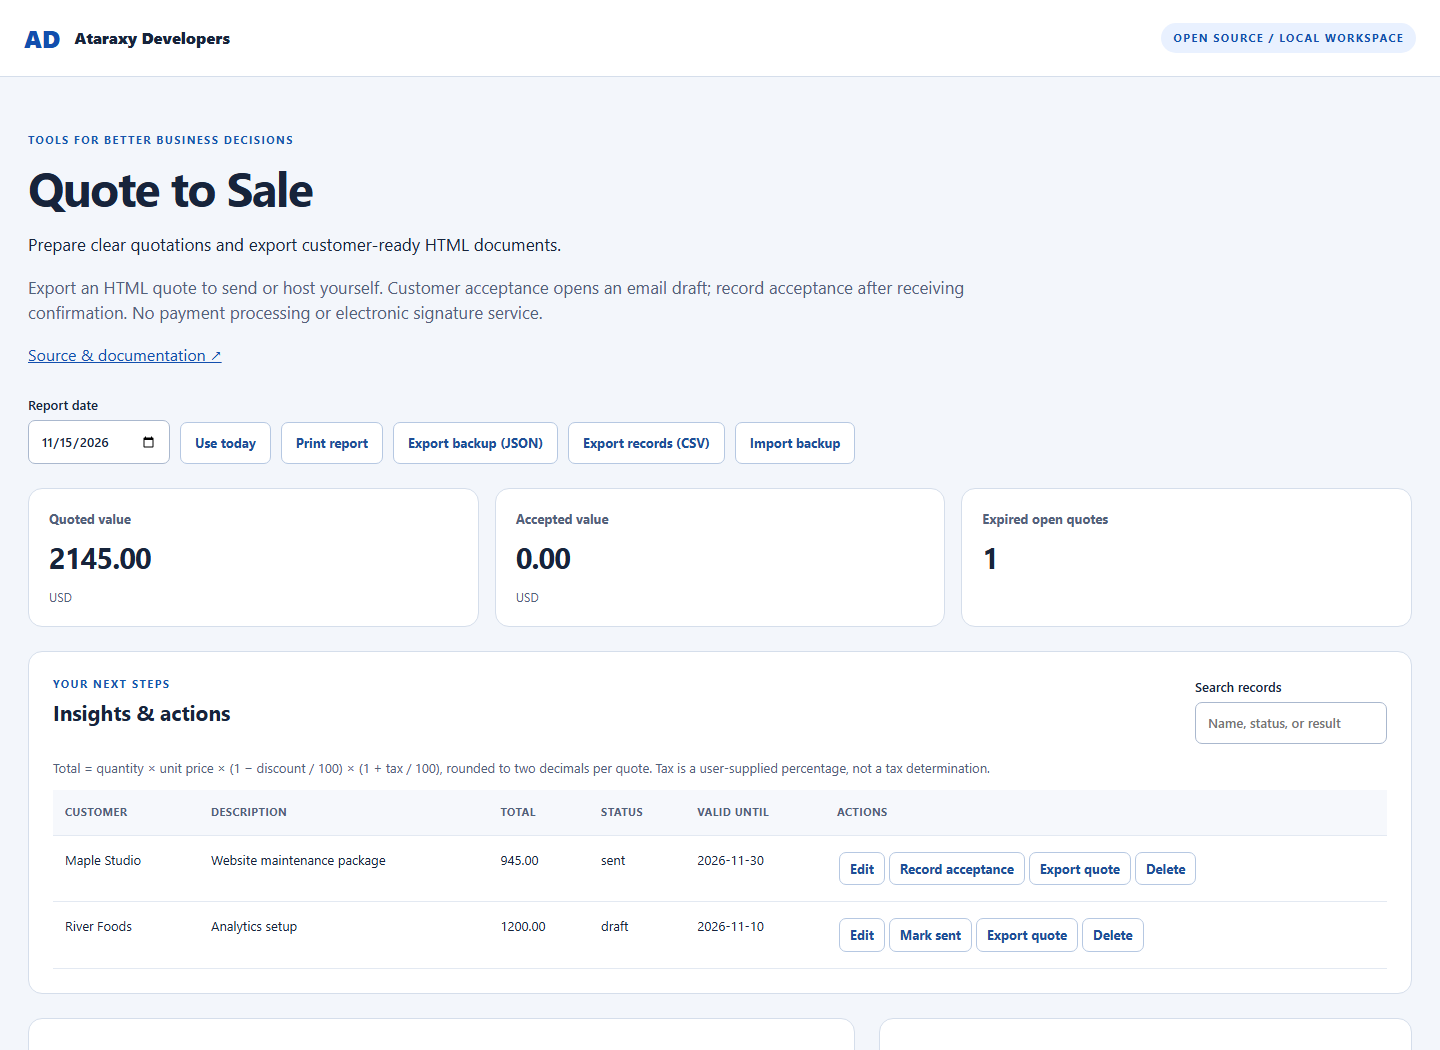 AD Ataraxy Developers
OPEN SOURCE / LOCAL WORKSPACE
TOOLS FOR BETTER BUSINESS DECISIONS
Quote to Sale
Prepare clear quotations and export customer-ready HTML documents.
Export an HTML quote to send or host yourself. Customer acceptance opens an email draft; record acceptance after receiving
confirmation. No payment processing or electronic signature service.
Source & documentation ↗
Report date
11/15/2026 Use today Print report Export backup (JSON) Export records (CSV) Import backup
Quoted value
2145.00
USD
Accepted value
0.00
USD
Expired open quotes
1
YOUR NEXT STEPS
Insights & actions
Search records
Name, status, or result
Total = quantity × unit price × (1 − discount / 100) × (1 + tax / 100), rounded to two decimals per quote. Tax is a user-supplied percentage, not a tax determination.
CUSTOMER DESCRIPTION TOTAL STATUS VALID UNTIL ACTIONS
Maple Studio Website maintenance package 945.00 sent 2026-11-30 Edit Record acceptance Export quote Delete
River Foods Analytics setup 1200.00 draft 2026-11-10 Edit Mark sent Export quote Delete